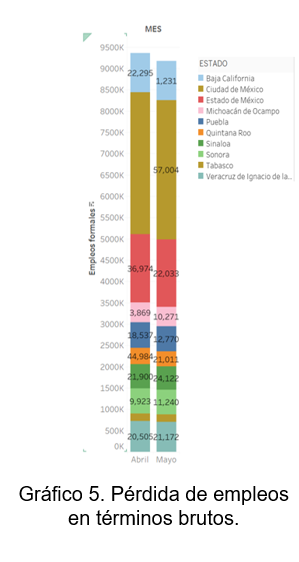 MES
9500K
9000K
8500K
8000K
7500K
7000K
6500K
6000K
5500K
5000K
4500K
4000K
3500K
3000K
2500K
2000K
1500K
1000K
500K
0K
Empleos formales
22,295 1,231
57,004
36,974 22,033
3,869 10,271
18,537 12,770
44,984 21,011
21,900 24,122
9,923 11,240
20,505 21,172
Abril Mayo
ESTADO
Baja California
Ciudad de México
Estado de México
Michoacán de Ocampo
Puebla
Quintana Roo
Sinaloa
Sonora
Tabasco
Veracruz de Ignacio de la...
Gráfico 5. Pérdida de empleos
en términos brutos.